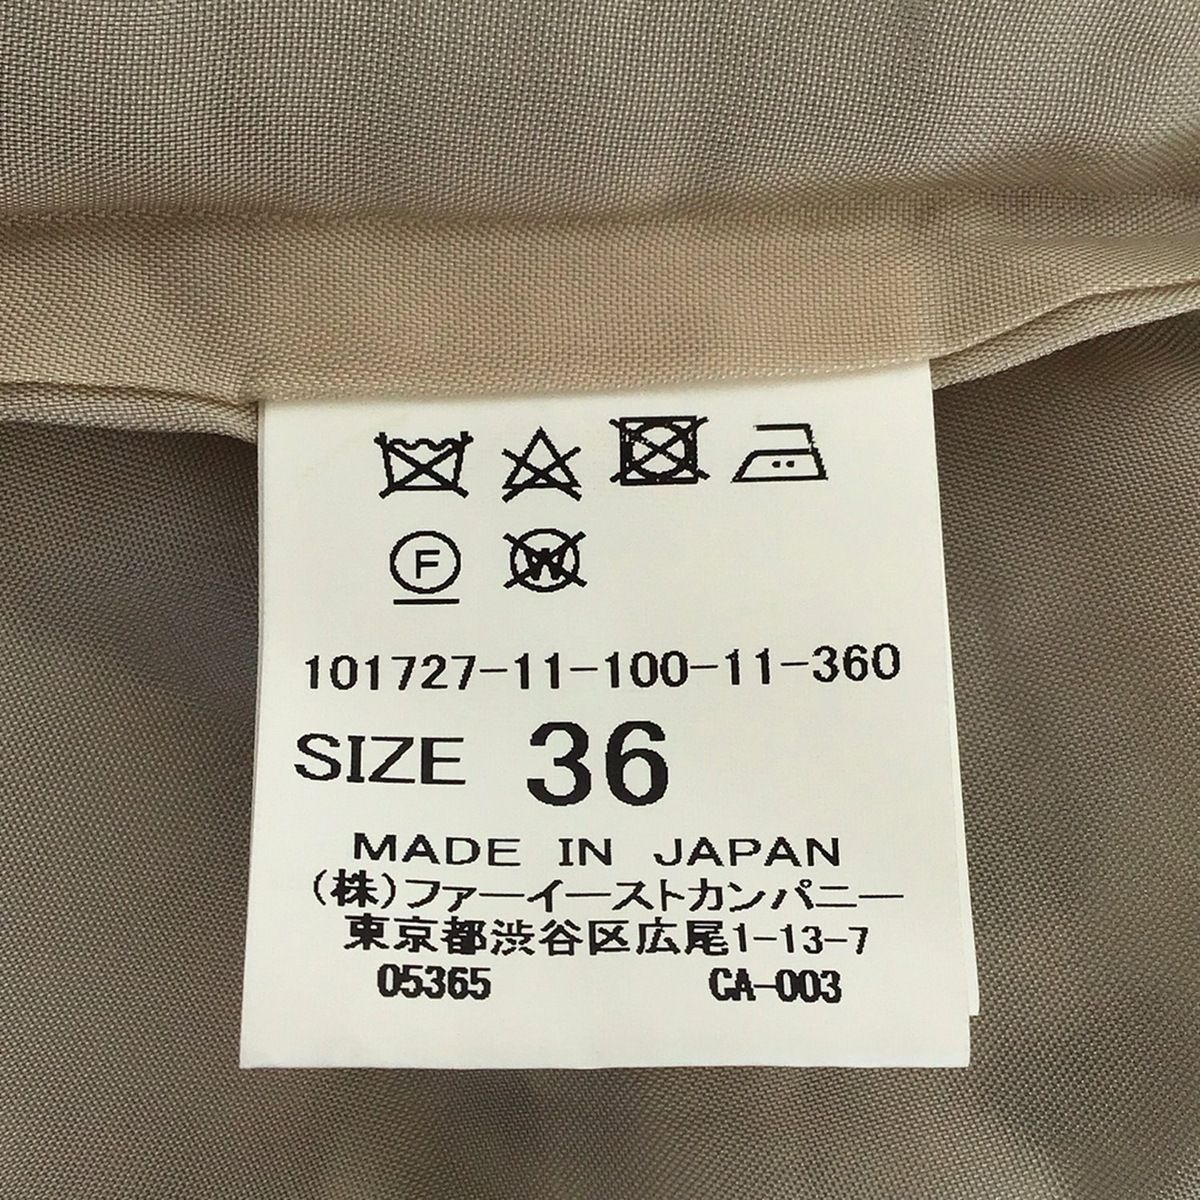 F W
101727-11-100-11-360
SIZE 36
MADE IN JAPAN
(株)ファーイーストカンパニー
東京都渋谷区広尾1-13-7
05365 CA-003